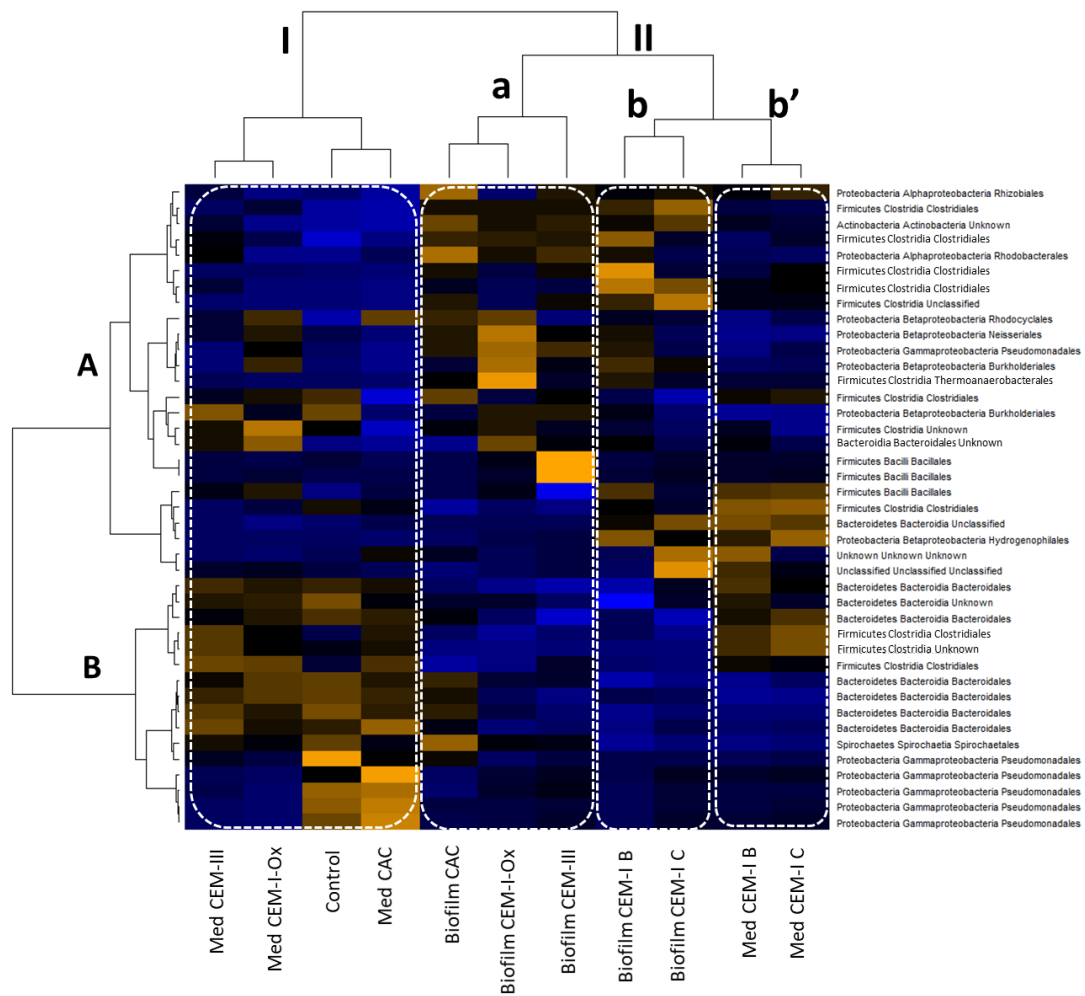 I
II
a
b
b’
A
B
Proteobacteria Alphaproteobacteria Rhizobiales
Firmicutes Clostridia Clostridiales
Actinobacteria Actinobacteria Unknown
Firmicutes Clostridia Clostridiales
Proteobacteria Alphaproteobacteria Rhodobacterales
Firmicutes Clostridia Clostridiales
Firmicutes Clostridia Clostridiales
Firmicutes Clostridia Unclassified
Proteobacteria Betaproteobacteria Rhodocyclales
Proteobacteria Betaproteobacteria Neisseriales
Proteobacteria Gammaproteobacteria Pseudomonadales
Proteobacteria Betaproteobacteria Burkholderiales
Firmicutes Clostridia Thermoanaerobacterales
Firmicutes Clostridia Clostridiales
Proteobacteria Betaproteobacteria Burkholderiales
Firmicutes Clostridia Unknown
Bacteroidia Bacteroidales Unknown
Firmicutes Bacilli Bacillales
Firmicutes Bacilli Bacillales
Firmicutes Bacilli Bacillales
Firmicutes Clostridia Clostridiales
Bacteroidetes Bacteroidia Unclassified
Proteobacteria Betaproteobacteria Hydrogenophilales
Unknown Unknown Unknown
Unclassified Unclassified Unclassified
Bacteroidetes Bacteroidia Bacteroidales
Bacteroidetes Bacteroidia Unknown
Bacteroidetes Bacteroidia Bacteroidales
Firmicutes Clostridia Clostridiales
Firmicutes Clostridia Unknown
Firmicutes Clostridia Clostridiales
Bacteroidetes Bacteroidia Bacteroidales
Bacteroidetes Bacteroidia Bacteroidales
Bacteroidetes Bacteroidia Bacteroidales
Bacteroidetes Bacteroidia Bacteroidales
Spirochaetes Spirochaetia Spirochaetales
Proteobacteria Gammaproteobacteria Pseudomonadales
Proteobacteria Gammaproteobacteria Pseudomonadales
Proteobacteria Gammaproteobacteria Pseudomonadales
Proteobacteria Gammaproteobacteria Pseudomonadales
Proteobacteria Gammaproteobacteria Pseudomonadales
Med CEM-III
Med CEM-I-Ox
Control
Med CAC
Biofilm CAC
Biofilm CEM-I-Ox
Biofilm CEM-III
Biofilm CEM-I B
Biofilm CEM-I C
Med CEM-I B
Med CEM-I C